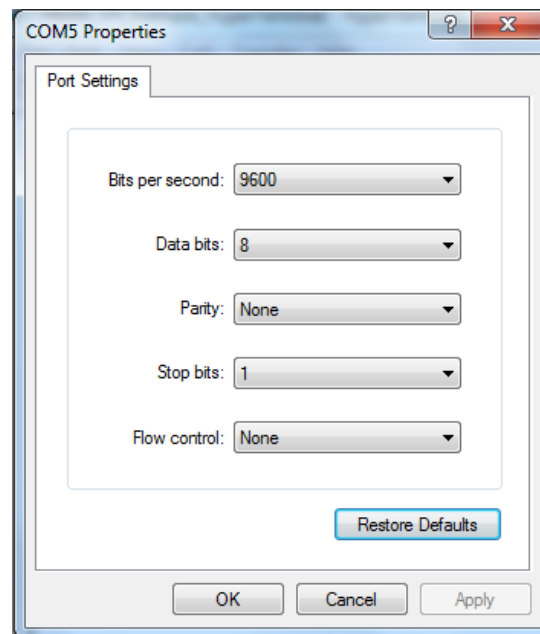 COM5 Properties
Port Settings
Bits per second: 9600
Data bits: 8
Parity: None
Stop bits: 1
Flow control: None
Restore Defaults
OK Cancel Apply